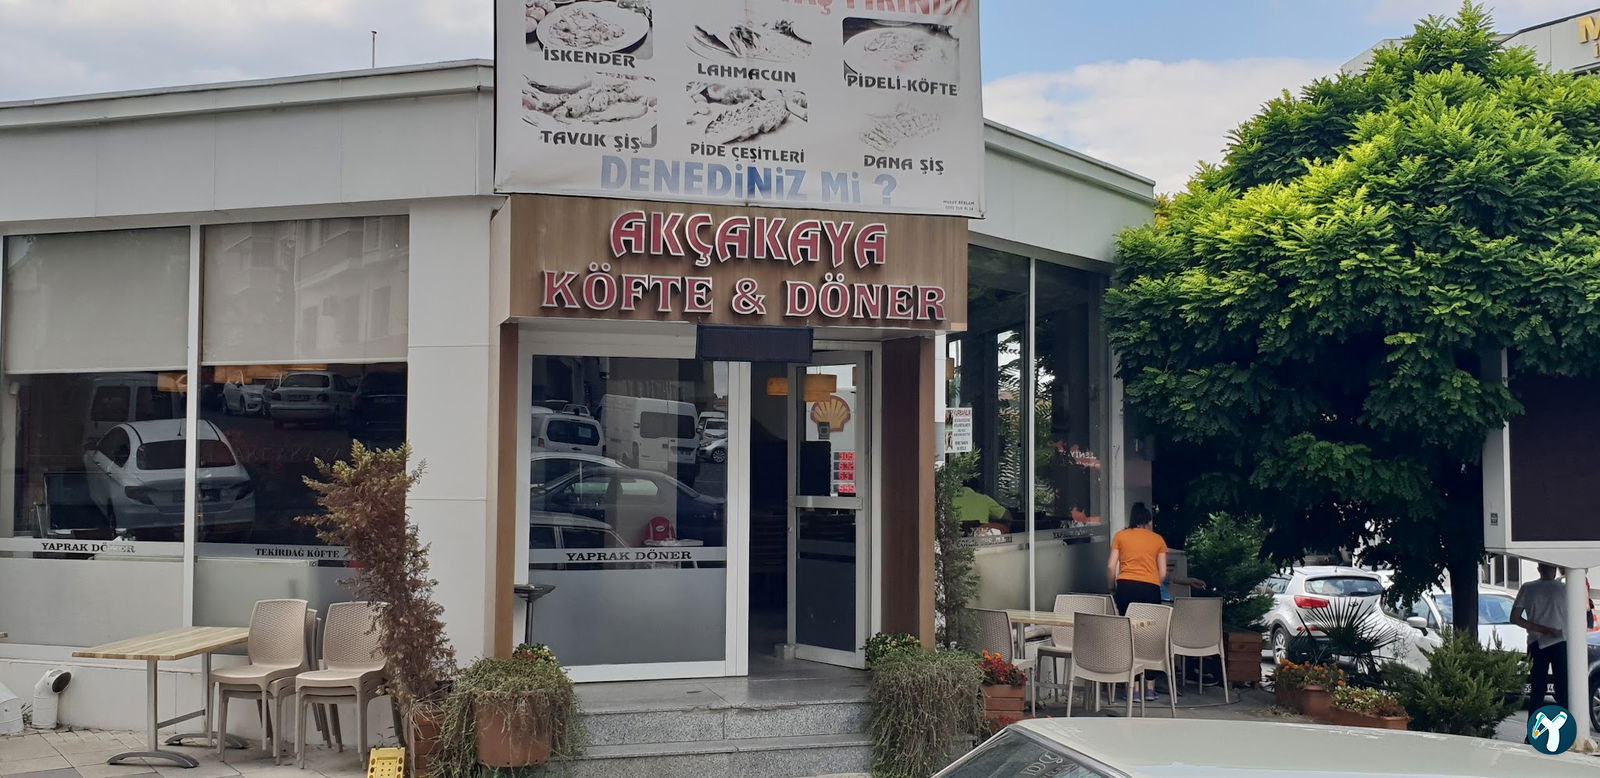 İSKENDER
LAHMACUN
PİDELİ-KÖFTE
TAVUK ŞİŞ
PİDE ÇEŞİTLERİ
DANA ŞİŞ
DENEDİNİZ Mİ ?
AKÇAKAYA
KÖFTE & DÖNER
YAPRAK DÖNER
TEKİRDAĞ KÖFTE
YAPRAK DÖNER